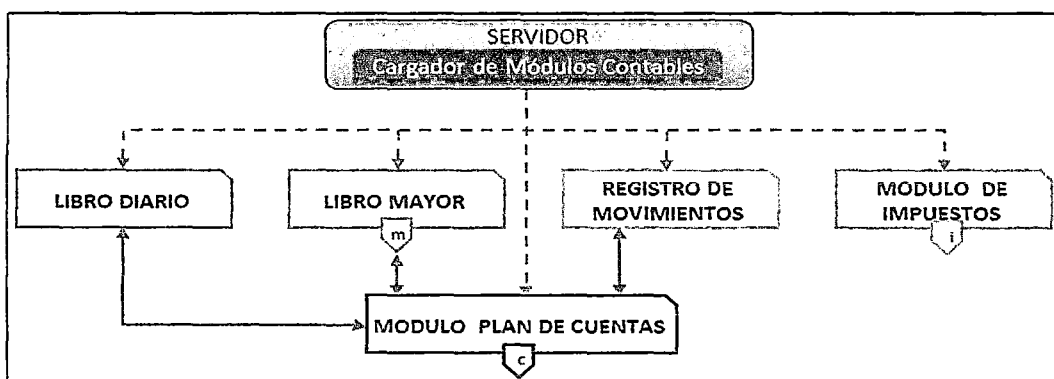 SERVIDOR
Cargador de Módulos Contables
LIBRO DIARIO
LIBRO MAYOR
REGISTRO DE
MOVIMIENTOS
MODULO DE
IMPUESTOS
m
i
MODULO PLAN DE CUENTAS
c